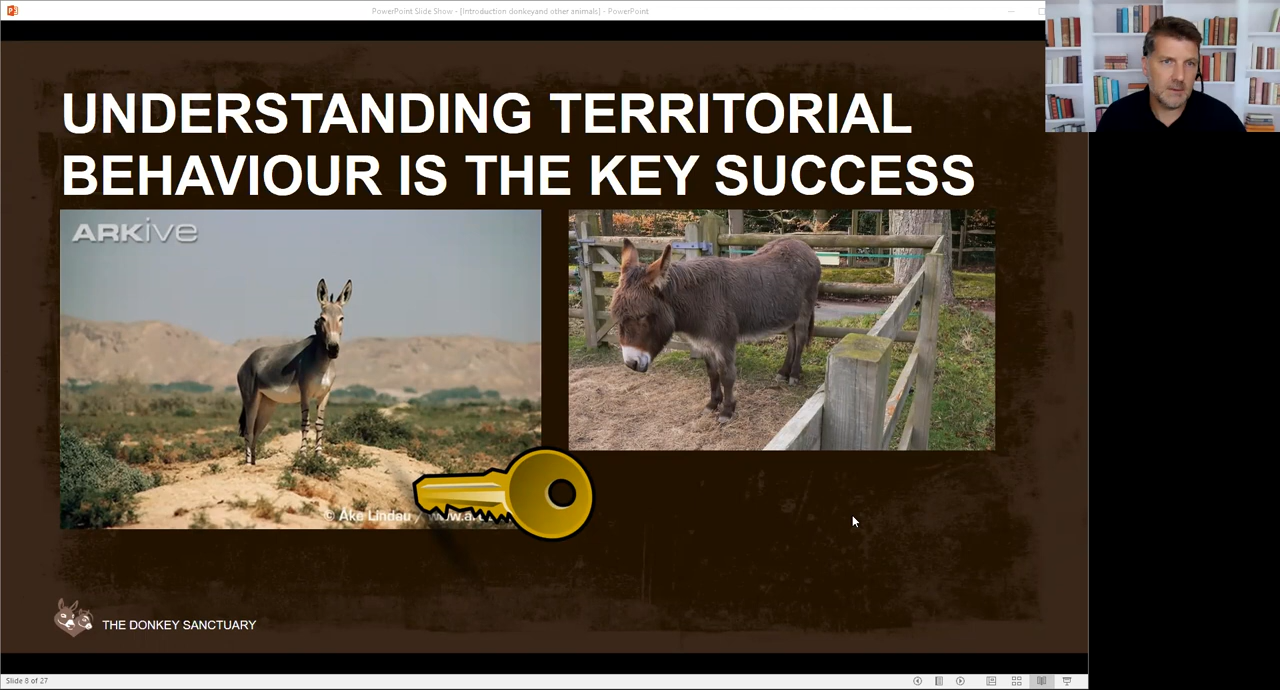 PowerPoint Slide Show - [Introduction donkeyand other animals] - PowerPoint
UNDERSTANDING TERRITORIAL
BEHAVIOUR IS THE KEY SUCCESS
ARKive
© Åke Lindau /
THE DONKEY SANCTUARY
Slide 8 of 27